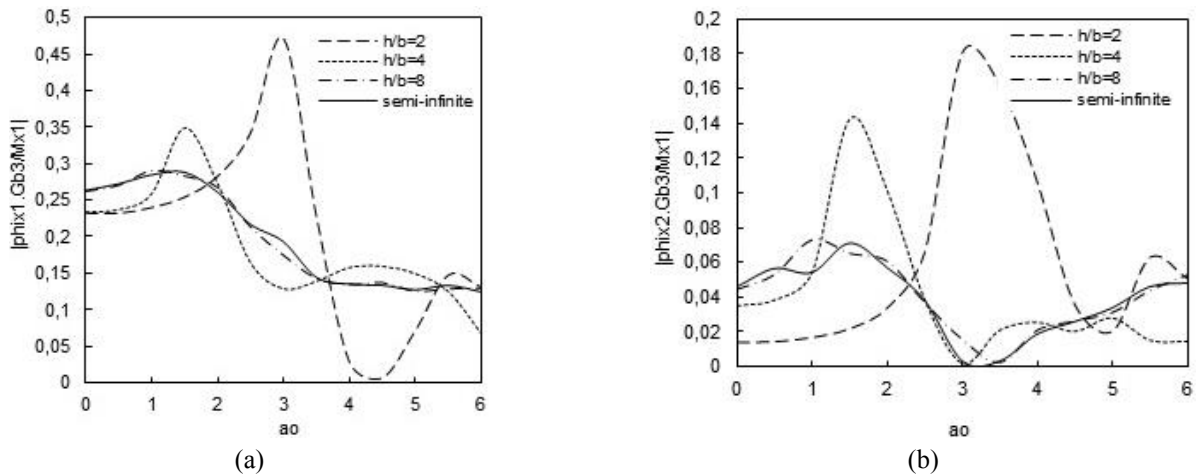 0,5
0,45
0,4
0,35
0,3
0,25
0,2
0,15
0,1
0,05
0
|phix1.Gb3/Mx1|
h/b=2
h/b=4
h/b=8
semi-infinite
0 1 2 3 4 5 6
ao
(a)
0,2
0,18
0,16
0,14
0,12
0,1
0,08
0,06
0,04
0,02
0
|phix2.Gb3/Mx1|
h/b=2
h/b=4
h/b=8
semi-infinite
0 1 2 3 4 5 6
ao
(b)